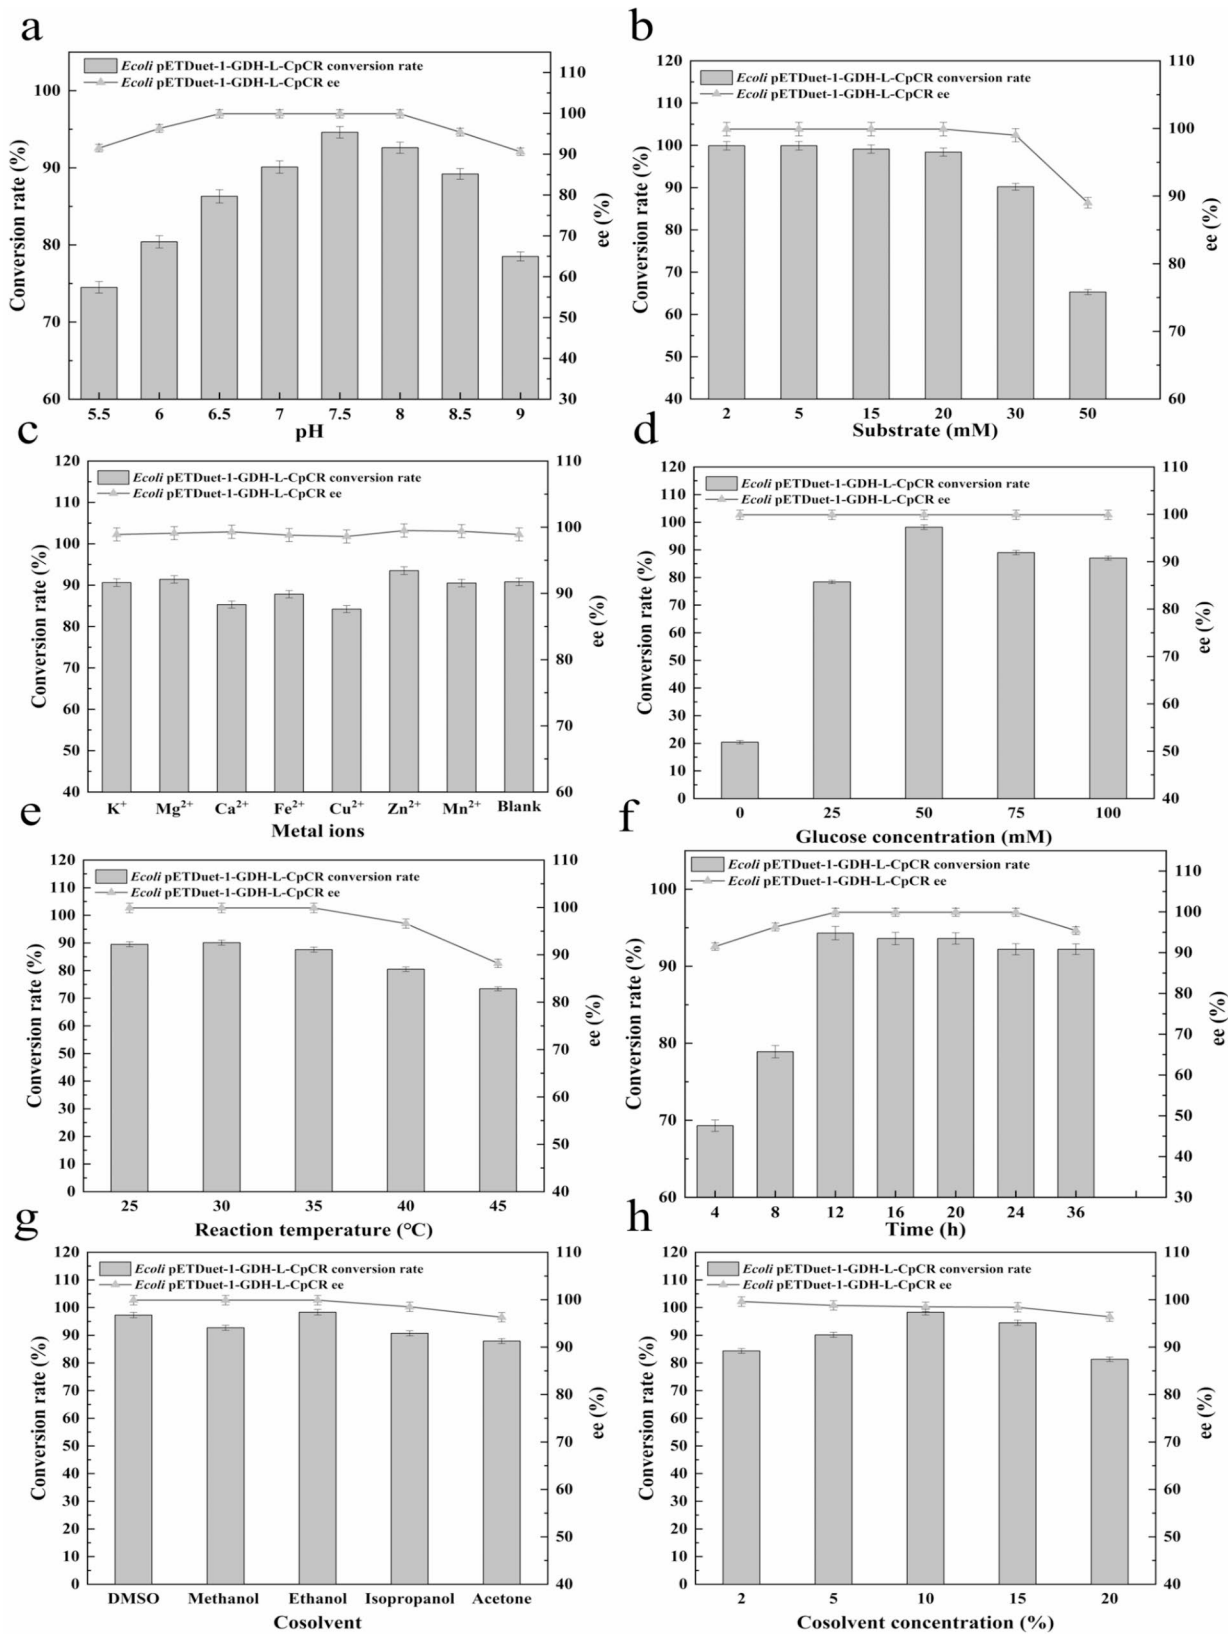 a
Ecoli pETDuet-1-GDH-L-CpCR conversion rate
Ecoli pETDuet-1-GDH-L-CpCR ee
Conversion rate (%)
100
90
80
70
60
110
100
90
80
70
60
50
40
30
ee (%)
5.5 6 6.5 7 7.5 8 8.5 9
pH
b
Ecoli pETDuet-1-GDH-L-CpCR conversion rate
Ecoli pETDuet-1-GDH-L-CpCR ee
Conversion rate (%)
120
110
100
90
80
70
60
50
40
110
100
90
80
70
60
ee (%)
2 5 15 20 30 50
Substrate (mM)
c
Ecoli pETDuet-1-GDH-L-CpCR conversion rate
Ecoli pETDuet-1-GDH-L-CpCR ee
Conversion rate (%)
120
110
100
90
80
70
60
50
40
110
100
90
80
70
60
ee (%)
K⁺ Mg²⁺ Ca²⁺ Fe²⁺ Cu²⁺ Zn²⁺ Mn²⁺ Blank
Metal ions
d
Ecoli pETDuet-1-GDH-L-CpCR conversion rate
Ecoli pETDuet-1-GDH-L-CpCR ee
Conversion rate (%)
120
110
100
90
80
70
60
50
40
30
20
10
0
110
100
90
80
70
60
50
40
ee (%)
0 25 50 75 100
Glucose concentration (mM)
e
Ecoli pETDuet-1-GDH-L-CpCR conversion rate
Ecoli pETDuet-1-GDH-L-CpCR ee
Conversion rate (%)
120
110
100
90
80
70
60
50
40
30
20
10
0
110
100
90
80
70
60
50
40
ee (%)
25 30 35 40 45
Reaction temperature (°C)
f
Ecoli pETDuet-1-GDH-L-CpCR conversion rate
Ecoli pETDuet-1-GDH-L-CpCR ee
Conversion rate (%)
100
90
80
70
60
110
100
90
80
70
60
50
40
30
ee (%)
4 8 12 16 20 24 36
Time (h)
g
Ecoli pETDuet-1-GDH-L-CpCR conversion rate
Ecoli pETDuet-1-GDH-L-CpCR ee
Conversion rate (%)
120
110
100
90
80
70
60
50
40
30
20
10
0
110
100
90
80
70
60
50
40
ee (%)
DMSO Methanol Ethanol Isopropanol Acetone
Cosolvent
h
Ecoli pETDuet-1-GDH-L-CpCR conversion rate
Ecoli pETDuet-1-GDH-L-CpCR ee
Conversion rate (%)
120
110
100
90
80
70
60
50
40
30
20
10
0
110
100
90
80
70
60
50
40
ee (%)
2 5 10 15 20
Cosolvent concentration (%)